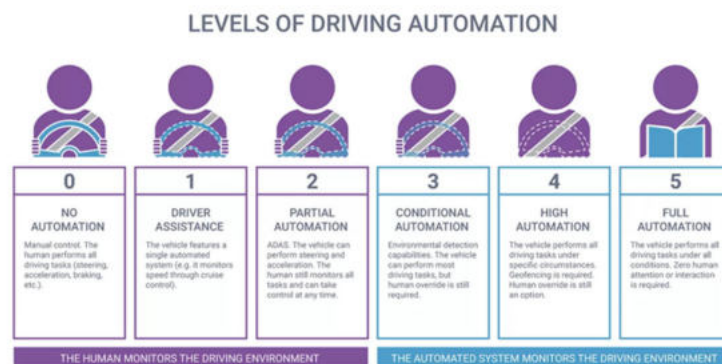 LEVELS OF DRIVING AUTOMATION
0
NO
AUTOMATION
Manual control. The
human performs all
driving tasks (steering,
acceleration, braking,
etc.).
1
DRIVER
ASSISTANCE
The vehicle features a
single automated
system (e.g. it monitors
speed through cruise
control).
2
PARTIAL
AUTOMATION
ADAS. The vehicle can
perform steering and
acceleration. The
human still monitors all
tasks and can take
control at any time.
3
CONDITIONAL
AUTOMATION
Environmental detection
capabilities. The vehicle
can perform most
driving tasks, but
human override is still
required.
4
HIGH
AUTOMATION
The vehicle performs all
driving tasks under
specific circumstances.
Geofencing is required.
Human override is still
an option.
5
FULL
AUTOMATION
The vehicle performs all
driving tasks under all
conditions. Zero human
attention or interaction
is required.
THE HUMAN MONITORS THE DRIVING ENVIRONMENT
THE AUTOMATED SYSTEM MONITORS THE DRIVING ENVIRONMENT